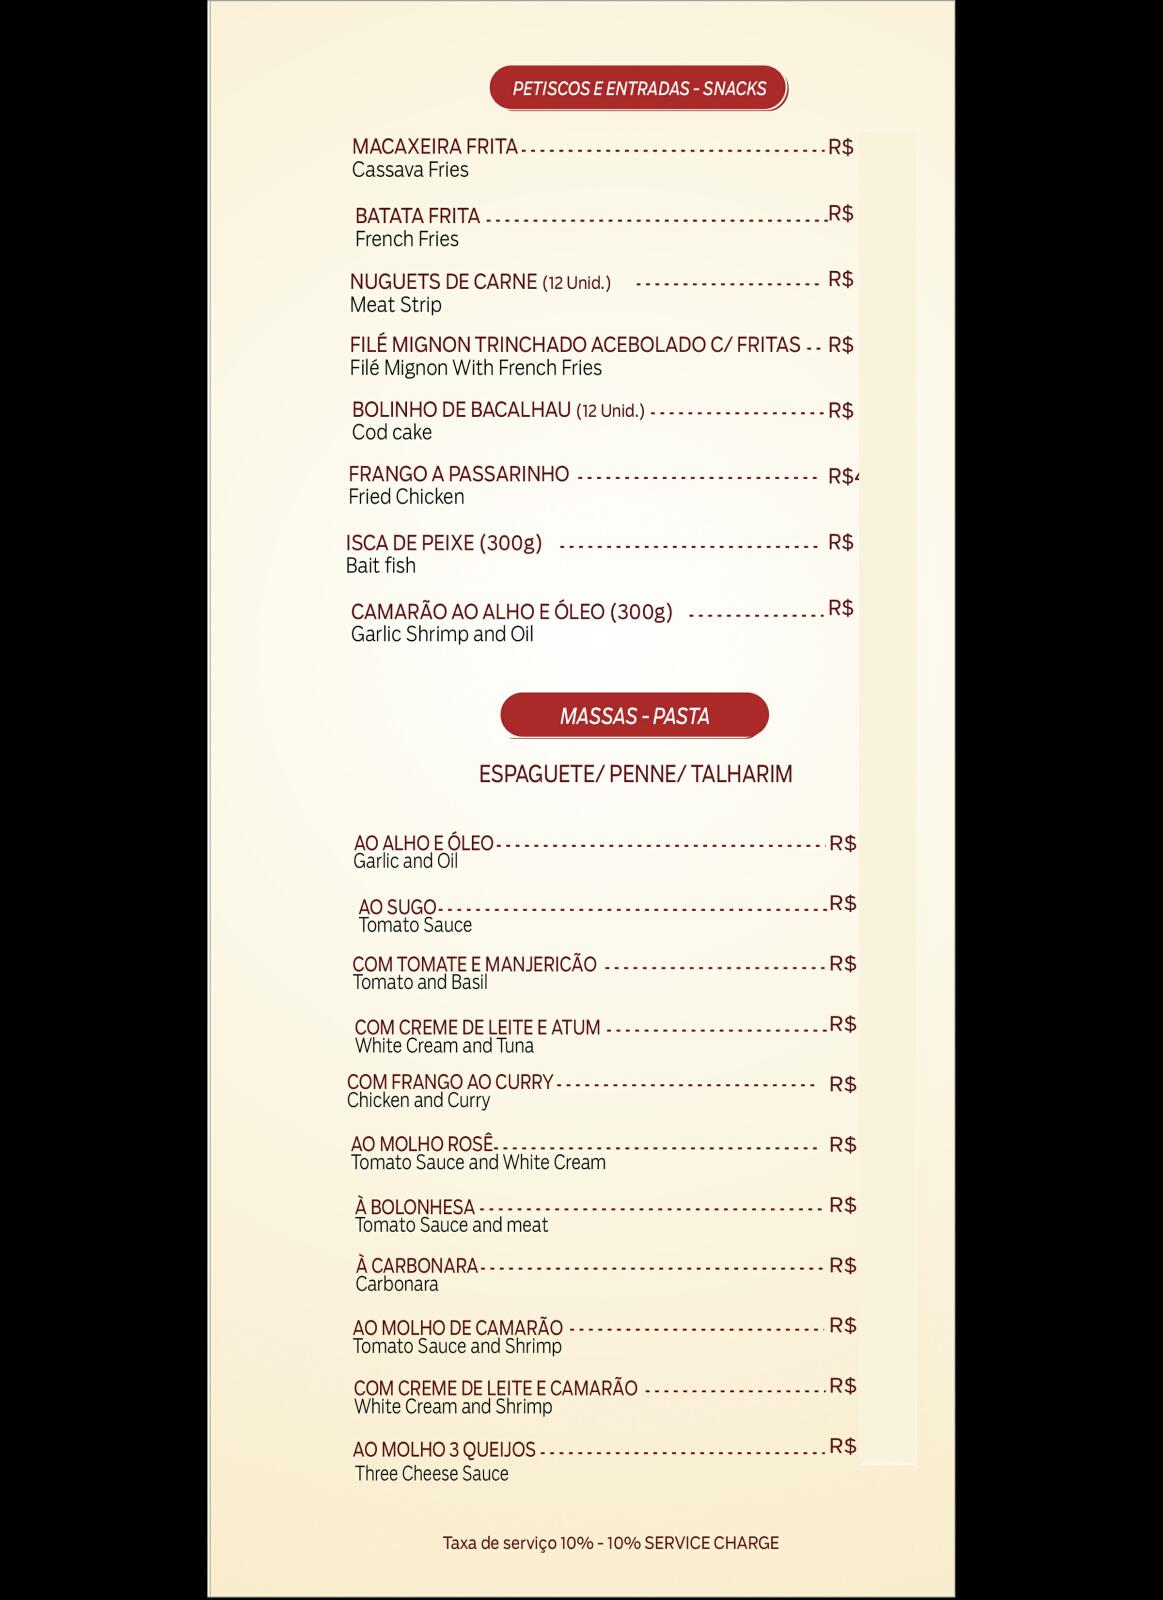 PETISCOS E ENTRADAS - SNACKS
MACAXEIRA FRITA R$
Cassava Fries
BATATA FRITA R$
French Fries
NUGUETS DE CARNE (12 Unid.) R$
Meat Strip
FILÉ MIGNON TRINCHADO ACEBOLADO C/ FRITAS R$
Filé Mignon With French Fries
BOLINHO DE BACALHAU (12 Unid.) R$
Cod cake
FRANGO A PASSARINHO R$
Fried Chicken
ISCA DE PEIXE (300g) R$
Bait fish
CAMARÃO AO ALHO E ÓLEO (300g) R$
Garlic Shrimp and Oil
MASSAS - PASTA
ESPAGUETE/ PENNE/ TALHARIM
AO ALHO E ÓLEO R$
Garlic and Oil
AO SUGO R$
Tomato Sauce
COM TOMATE E MANJERICÃO R$
Tomato and Basil
COM CREME DE LEITE E ATUM R$
White Cream and Tuna
COM FRANGO AO CURRY R$
Chicken and Curry
AO MOLHO ROSÊ R$
Tomato Sauce and White Cream
À BOLONHESA R$
Tomato Sauce and meat
À CARBONARA R$
Carbonara
AO MOLHO DE CAMARÃO R$
Tomato Sauce and Shrimp
COM CREME DE LEITE E CAMARÃO R$
White Cream and Shrimp
AO MOLHO 3 QUEIJOS R$
Three Cheese Sauce
Taxa de serviço 10% - 10% SERVICE CHARGE